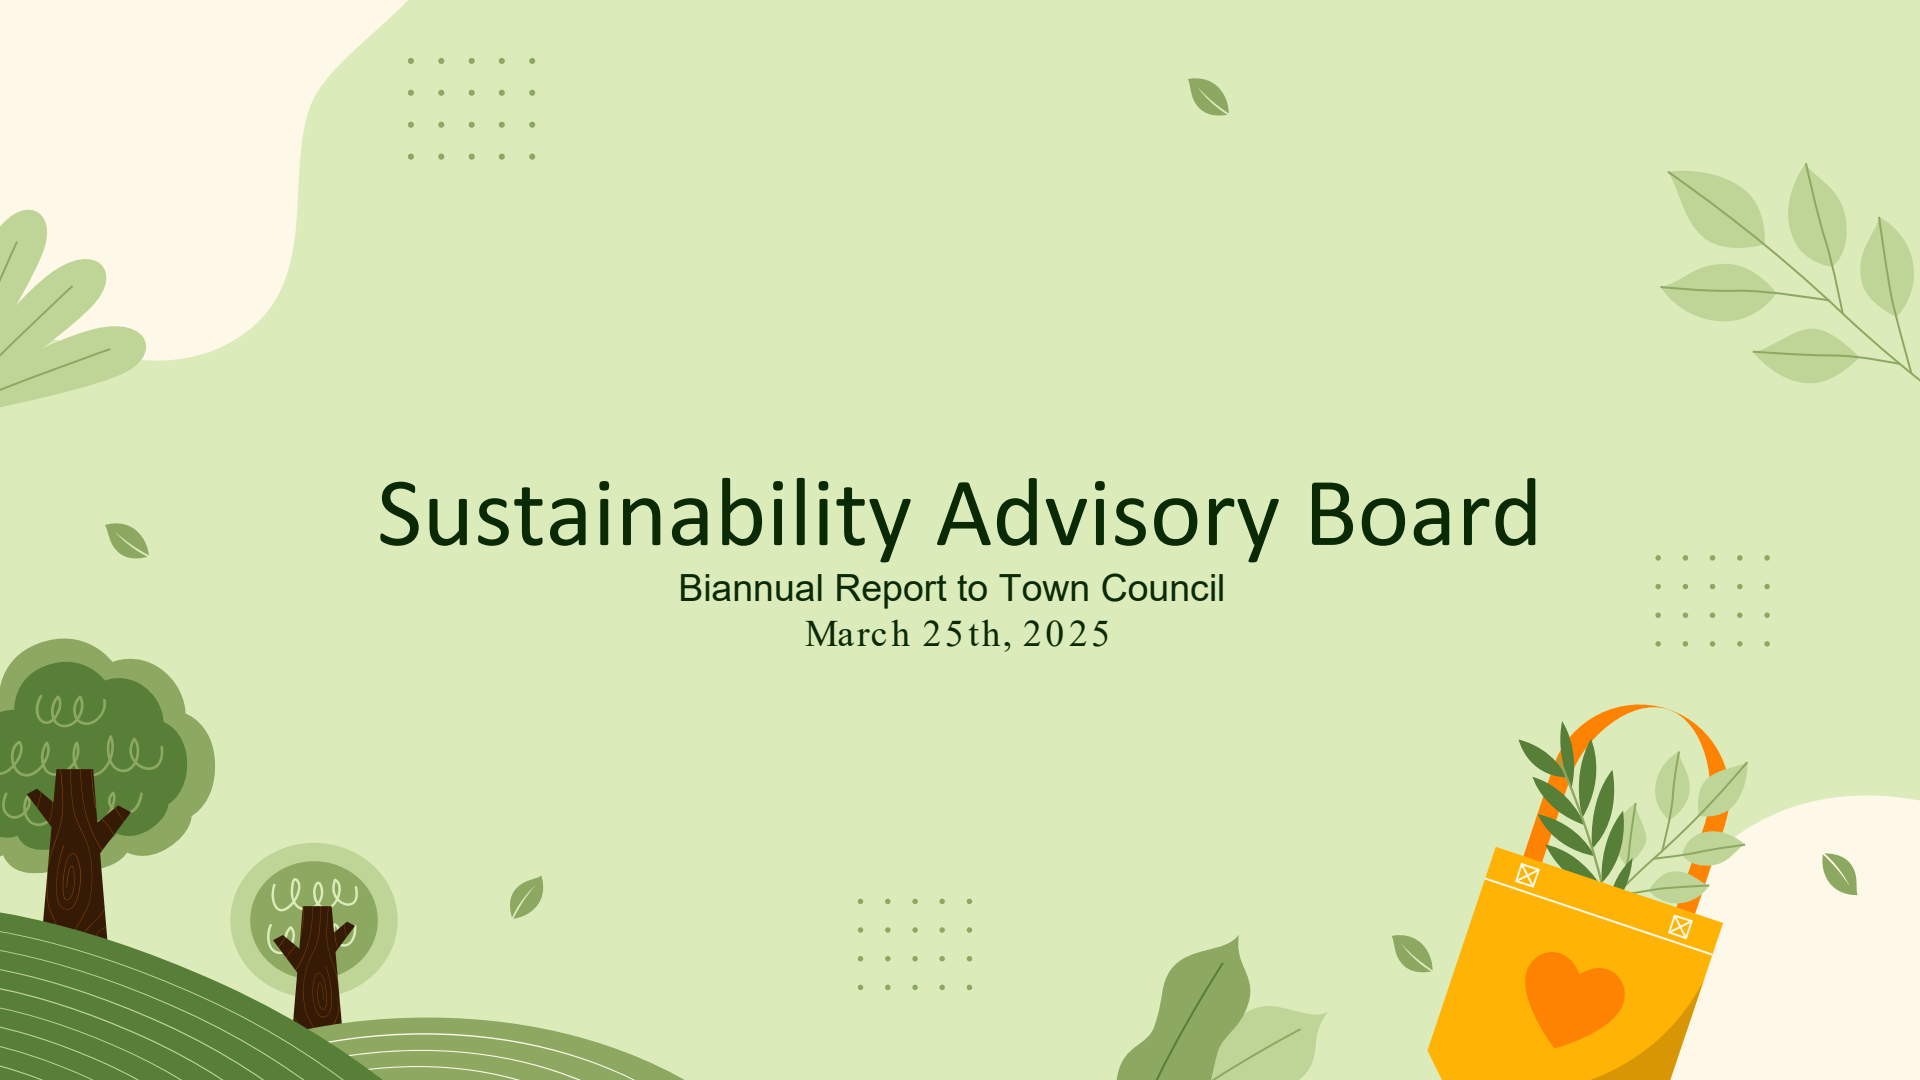 Sustainability Advisory Board
Biannual Report to Town Council
March 25th, 2025